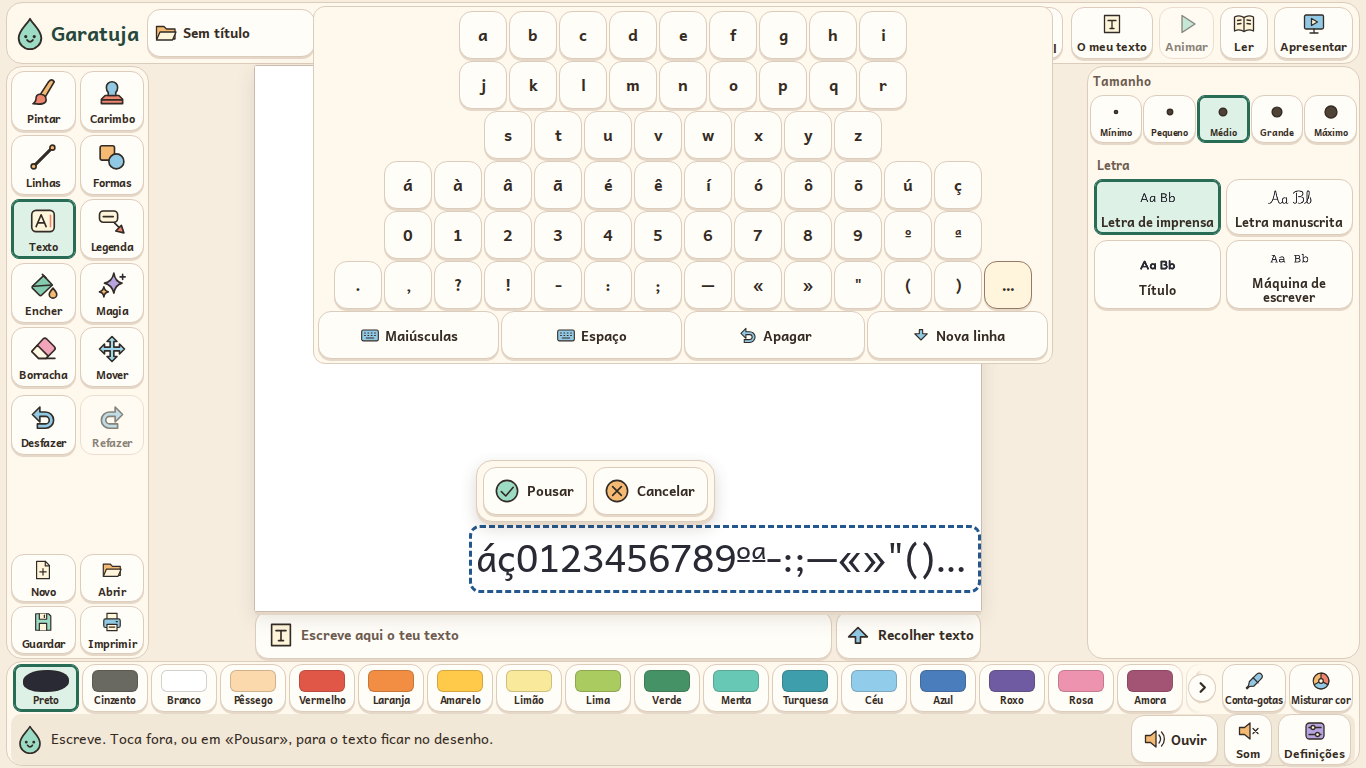 Garatuja
Sem título
O meu texto
Animar
Ler
Apresentar
a b c d e f g h i
j k l m n o p q r
s t u v w x y z
á à â ã é ê í ó ô õ ú ç
0 1 2 3 4 5 6 7 8 9 º ª
. , ? ! - : ; — « » " ( ) ...
Maiúsculas
Espaço
Apagar
Nova linha
Pintar
Carimbo
Linhas
Formas
Texto
Legenda
Encher
Magia
Borracha
Mover
Desfazer
Refazer
Novo
Abrir
Guardar
Imprimir
Pousar
Cancelar
áç0123456789ºª-:;—«»"()...
Escreve aqui o teu texto
Recolher texto
Tamanho
Mínimo
Pequeno
Médio
Grande
Máximo
Letra
Aa Bb
Letra de imprensa
Aa Bb
Letra manuscrita
Aa Bb
Título
Aa Bb
Máquina de
escrever
Preto
Cinzento
Branco
Pêssego
Vermelho
Laranja
Amarelo
Limão
Lima
Verde
Menta
Turquesa
Céu
Azul
Roxo
Rosa
Amora
Conta-gotas
Misturar cor
Escreve. Toca fora, ou em «Pousar», para o texto ficar no desenho.
Ouvir
Som
Definições